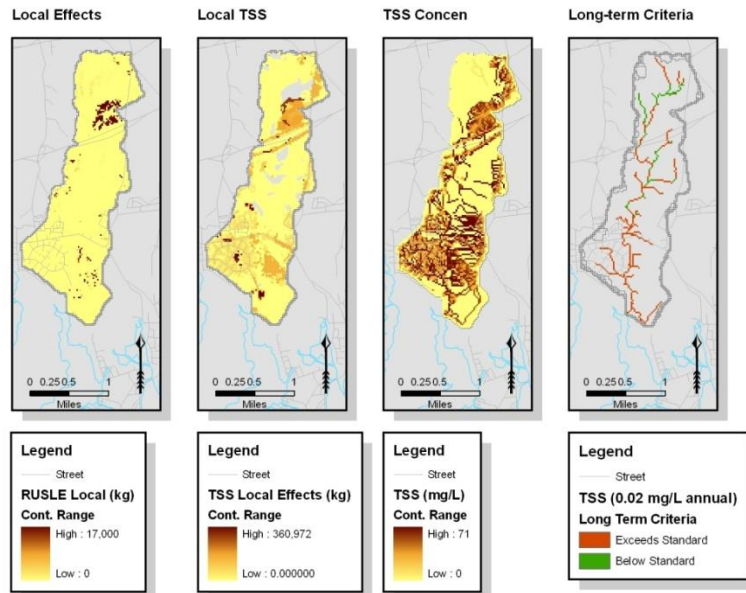 Local Effects
Local TSS
TSS Concen
Long-term Criteria
0 0.25 0.5 1
Miles
0 0.25 0.5 1
Miles
0 0.25 0.5 1
Miles
0 0.25 0.5 1
Miles
Legend
Street
RUSLE Local (kg)
Cont. Range
High : 17,000
Low : 0
Legend
Street
TSS Local Effects (kg)
Cont. Range
High : 360,972
Low : 0.000000
Legend
Street
TSS (mg/L)
Cont. Range
High : 71
Low : 0
Legend
Street
TSS (0.02 mg/L annual)
Long Term Criteria
Exceeds Standard
Below Standard